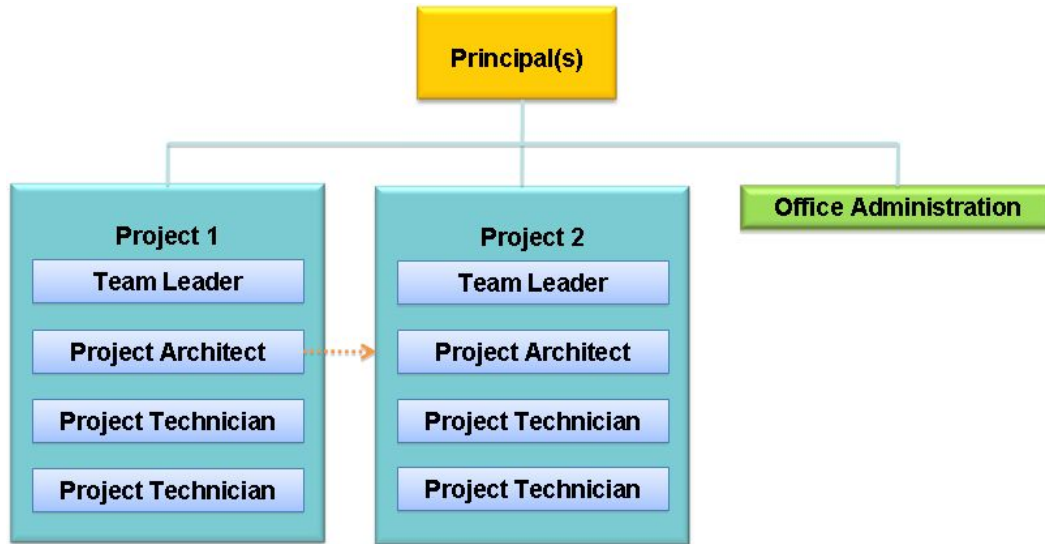 Principal(s)
Project 1
Team Leader
Project Architect
Project Technician
Project Technician
Project 2
Team Leader
Project Architect
Project Technician
Project Technician
Office Administration